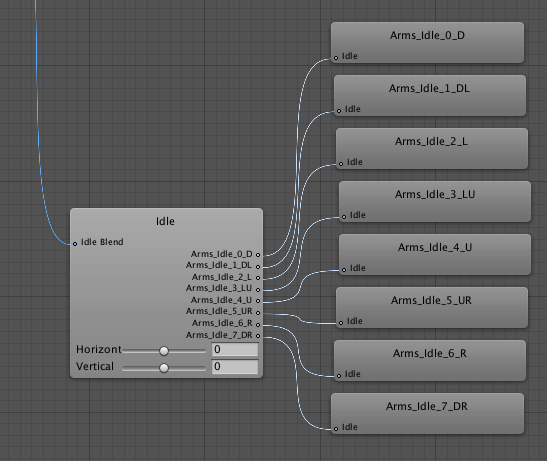 Arms_Idle_0_D
Idle
Arms_Idle_1_DL
Idle
Arms_Idle_2_L
Idle
Arms_Idle_3_LU
Idle
Arms_Idle_4_U
Idle
Arms_Idle_5_UR
Idle
Arms_Idle_6_R
Idle
Arms_Idle_7_DR
Idle
Idle
Idle Blend
Arms_Idle_0_D
Arms_Idle_1_DL
Arms_Idle_2_L
Arms_Idle_3_LU
Arms_Idle_4_U
Arms_Idle_5_UR
Arms_Idle_6_R
Arms_Idle_7_DR
Horizont 0
Vertical 0